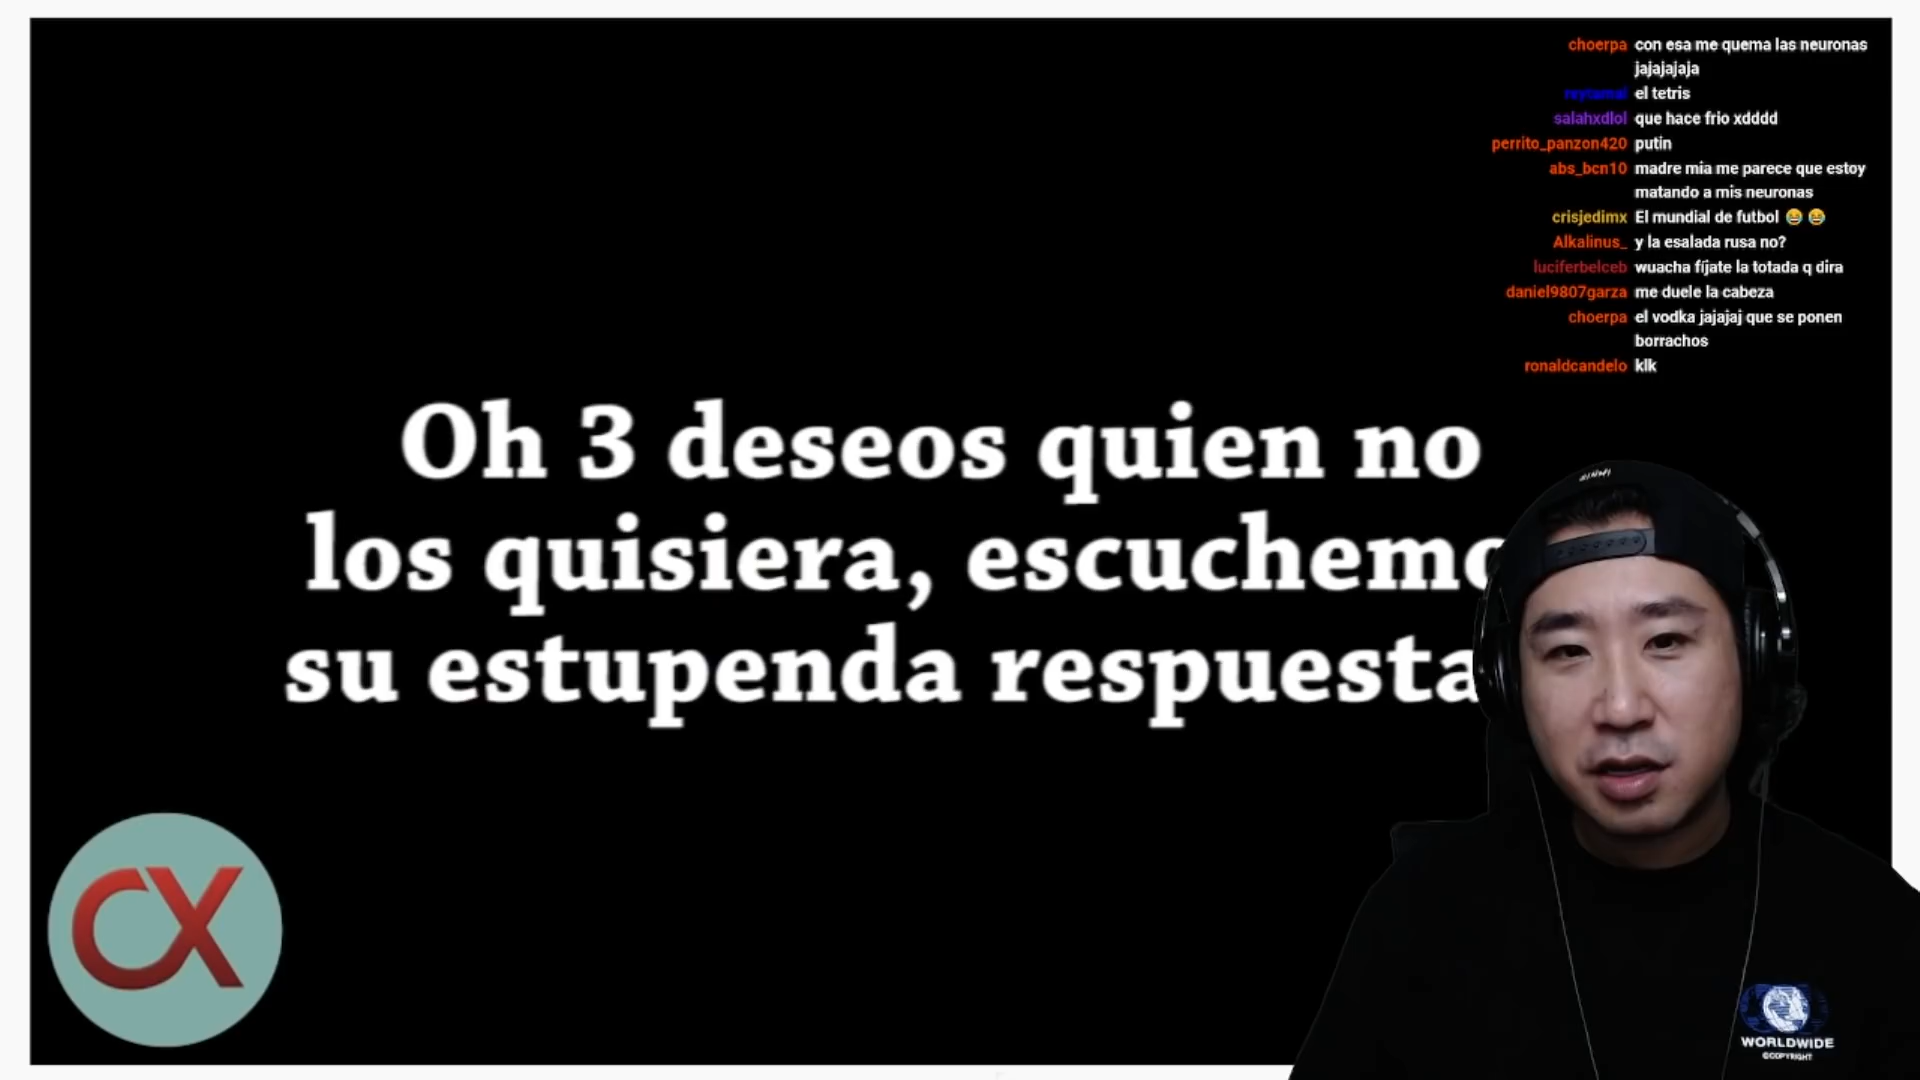 choerpa con esa me quema las neuronas
jajajajaja
reytamal el tetris
salahxdlol que hace frio xdddd
perrito_panzon420 putin
abs_bcn10 madre mia me parece que estoy
matando a mis neuronas
crisjedimx El mundial de futbol 😂 😂
Alkalinus_ y la esalada rusa no?
luciferbelceb wuacha fíjate la totada q dira
daniel9807garza me duele la cabeza
choerpa el vodka jajajaj que se ponen
borrachos
ronaldcandelo klk
Oh 3 deseos quien no
los quisiera, escuchemo
su estupenda respuesta
CX
WORLDWIDE
©COPYRIGHT